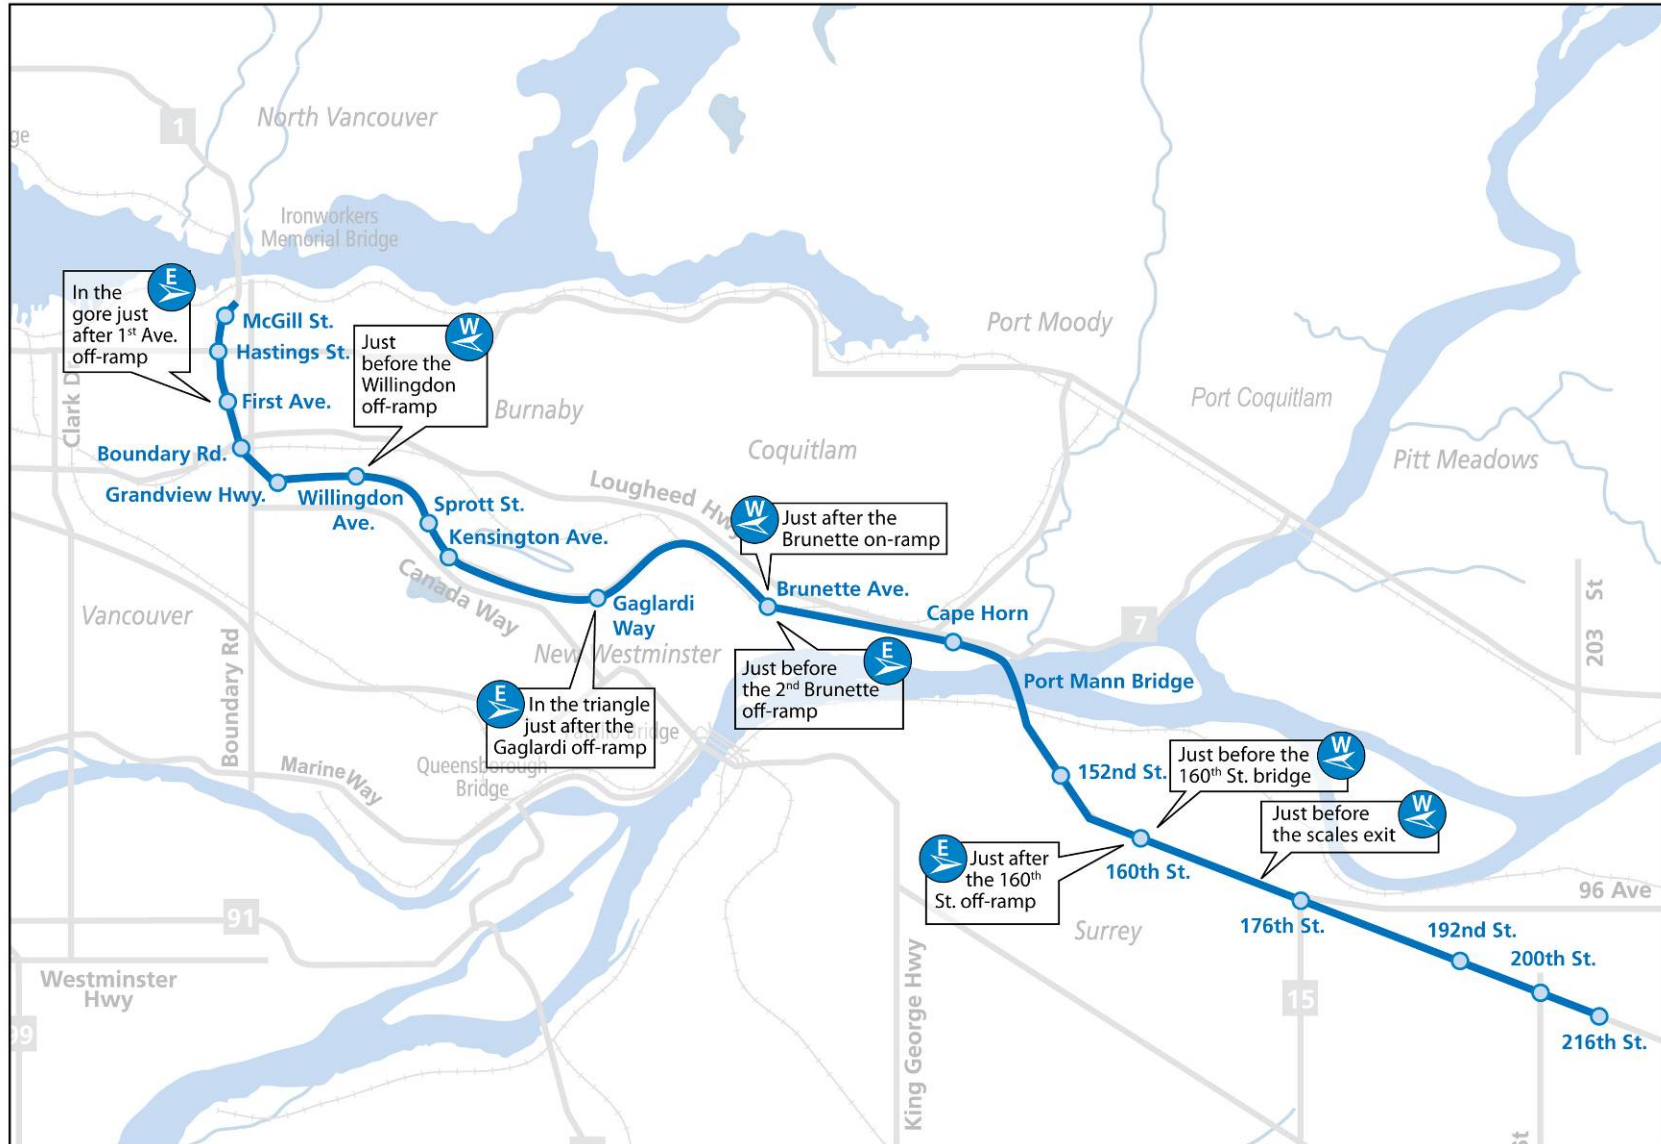 North Vancouver
1
ge
Ironworkers
Memorial Bridge
E
In the
gore just
after 1st Ave.
off-ramp
McGill St.
Hastings St.
First Ave.
Boundary Rd.
Grandview Hwy.
W
Just
before the
Willingdon
off-ramp
Willingdon
Ave.
Clark D
Burnaby
Port Moody
Port Coquitlam
Pitt Meadows
Coquitlam
Lougheed Hwy
Sprott St.
Kensington Ave.
W
Just after the
Brunette on-ramp
Canada Way
Vancouver
Gaglardi
Way
Brunette Ave.
Cape Horn
7
203 St
New Westminster
Boundary Rd
E
In the triangle
just after the
Gaglardi off-ramp
E
Just before
the 2nd Brunette
off-ramp
Port Mann Bridge
Bridge
Queensborough
Bridge
Marine Way
152nd St.
W
Just before the
160th St. bridge
W
Just before
the scales exit
E
Just after
the 160th
St. off-ramp
160th St.
96 Ave
176th St.
192nd St.
200th St.
216th St.
Surrey
91
Westminster
Hwy
99
15
King George Hwy
St